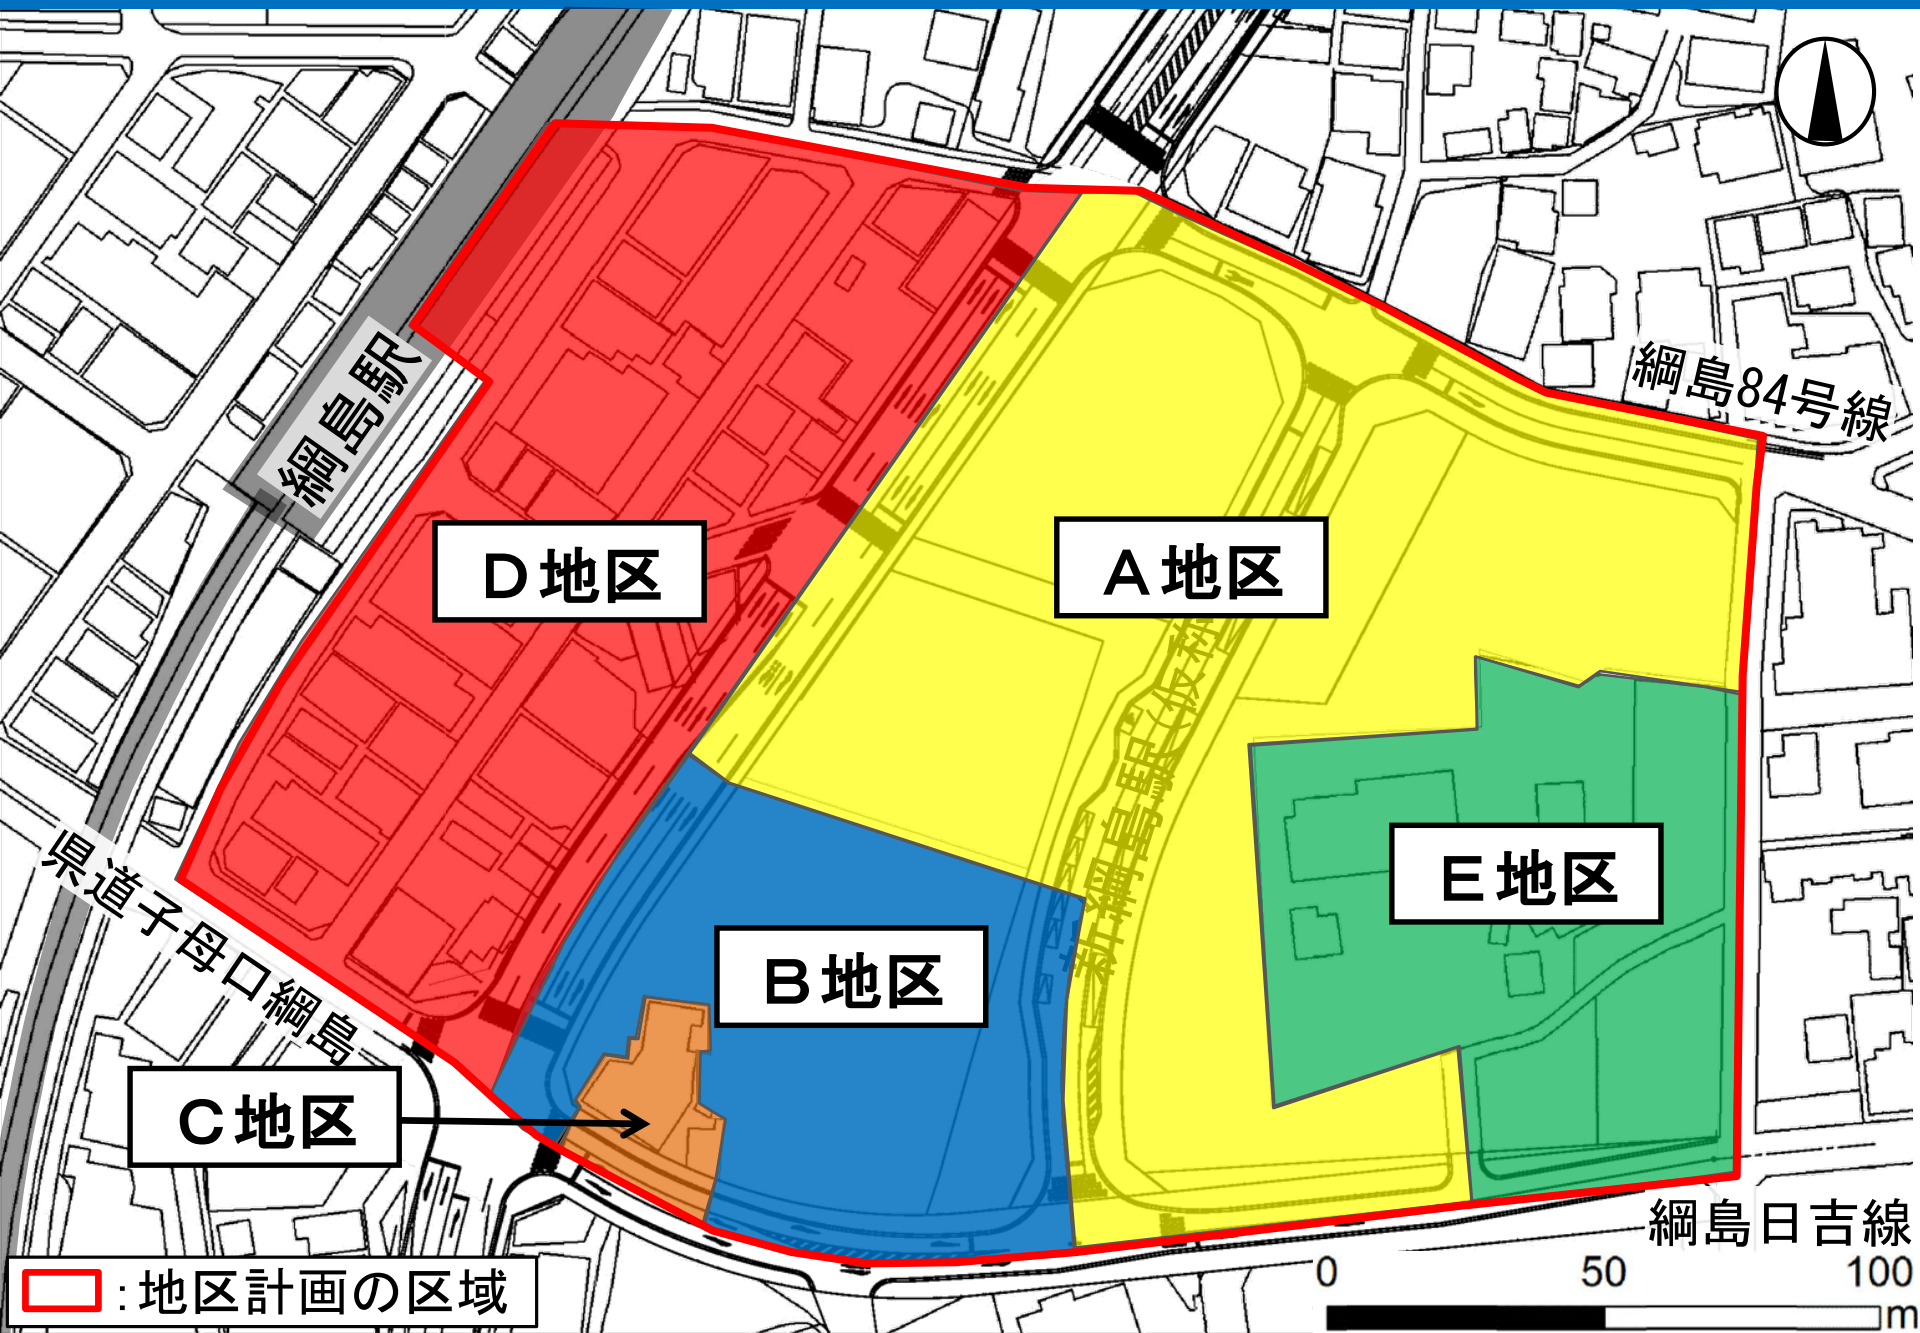 綱島駅
綱島84号線
D地区
A地区
新綱島駅(仮称
E地区
県道子母口綱島
B地区
C地区
綱島日吉線
:地区計画の区域
0 50 100
m